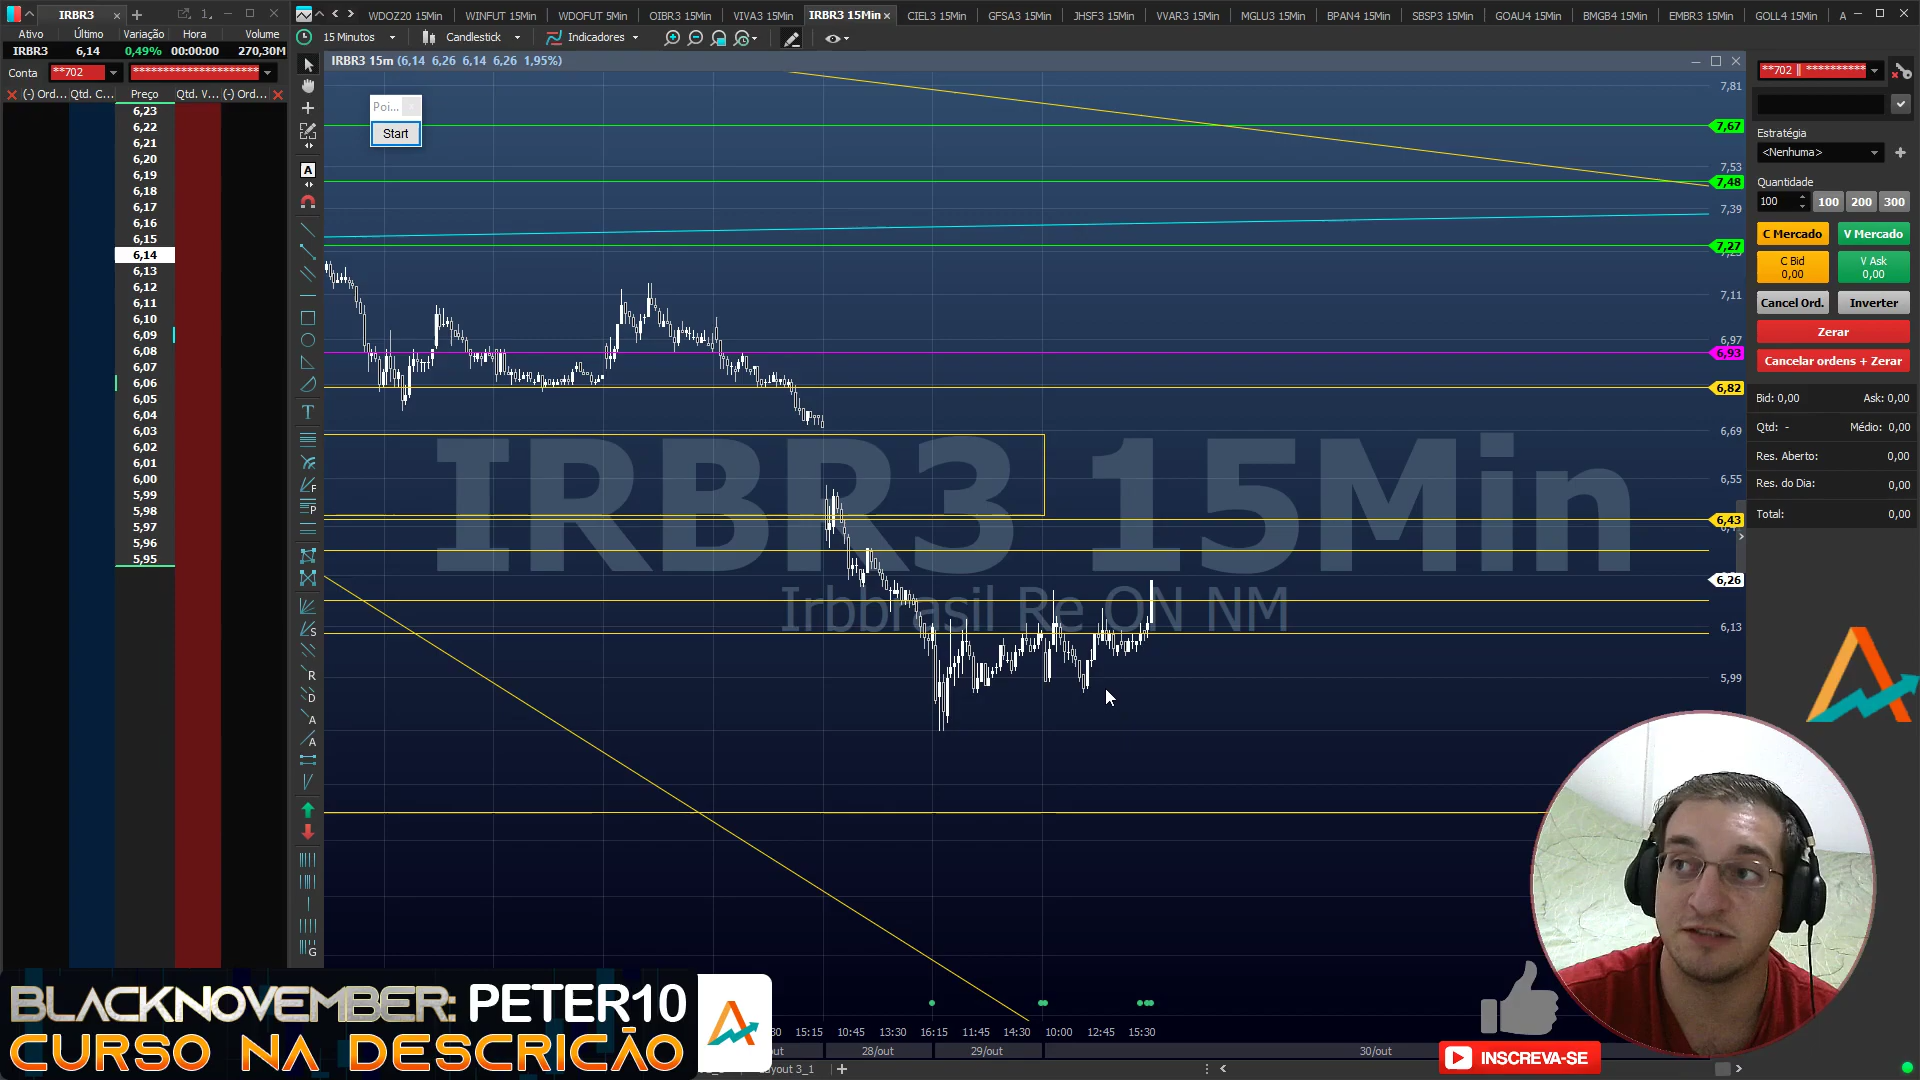 IRBR3
Ativo Último Variação Hora Volume
IRBR3 6,14 0,49% 00:00:00 270,30M
Conta **702 **********************
(-) Ord... Qtd. C... Preço Qtd. V... (-) Ord...
6,23
6,22
6,21
6,20
6,19
6,18
6,17
6,16
6,15
6,14
6,13
6,12
6,11
6,10
6,09
6,08
6,07
6,06
6,05
6,04
6,03
6,02
6,01
6,00
5,99
5,98
5,97
5,96
5,95
WDOZ20 15Min WINFUT 15Min WDOFUT 5Min OIBR3 15Min VIVA3 15Min IRBR3 15Min CIEL3 15Min GFSA3 15Min JHSF3 15Min VVAR3 15Min MGLU3 15Min BPAN4 15Min SBSP3 15Min GOAU4 15Min BMGB4 15Min EMBR3 15Min GOLL4 15Min A
15 Minutos Candlestick Indicadores
IRBR3 15m (6,14 6,26 6,14 6,26 1,95%)
Poi...
Start
IRBR3 15Min
Irbbrasil Re ON NM
7,81
7,67
7,53
7,48
7,39
7,27
7,11
6,97
6,93
6,82
6,69
6,55
6,43
6,26
6,13
5,99
15:15 10:45 13:30 16:15 11:45 14:30 10:00 12:45 15:30
28/out 29/out 30/out
**702 || **********
Estratégia
<Nenhuma>
Quantidade
100 100 200 300
C Mercado V Mercado
C Bid V Ask
0,00 0,00
Cancel Ord. Inverter
Zerar
Cancelar ordens + Zerar
Bid: 0,00 Ask: 0,00
Qtd: - Médio: 0,00
Res. Aberto: 0,00
Res. do Dia: 0,00
Total: 0,00
BLACKNOVEMBER: PETER10
CURSO NA DESCRICÃO
INSCREVA-SE